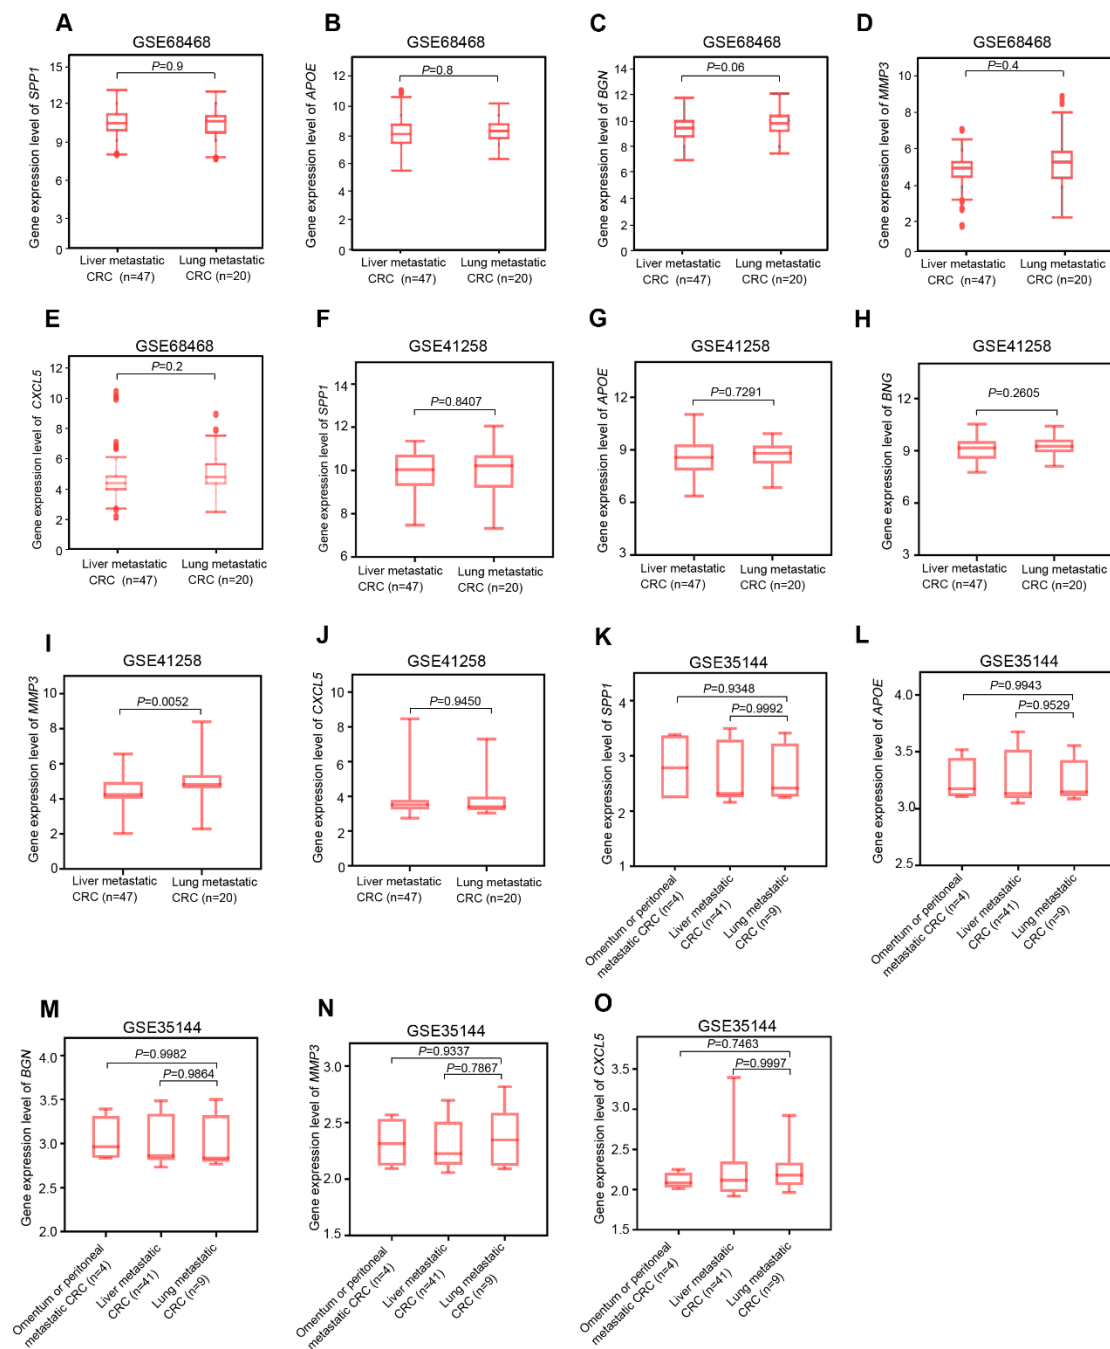 A
GSE68468
Gene expression level of SPP1
15
12
9
6
3
0
P=0.9
Liver metastatic
CRC (n=47)
Lung metastatic
CRC (n=20)
B
GSE68468
Gene expression level of APOE
12
10
8
6
4
2
0
P=0.8
Liver metastatic
CRC (n=47)
Lung metastatic
CRC (n=20)
C
GSE68468
Gene expression level of BGN
14
12
10
8
6
4
2
0
P=0.06
Liver metastatic
CRC (n=47)
Lung metastatic
CRC (n=20)
D
GSE68468
Gene expression level of MMP3
10
8
6
4
2
0
P=0.4
Liver metastatic
CRC (n=47)
Lung metastatic
CRC (n=20)
E
GSE68468
Gene expression level of CXCL5
12
10
8
6
4
2
0
P=0.2
Liver metastatic
CRC (n=47)
Lung metastatic
CRC (n=20)
F
GSE41258
Gene expression level of SPP1
14
12
10
8
6
P=0.8407
Liver metastatic
CRC (n=47)
Lung metastatic
CRC (n=20)
G
GSE41258
Gene expression level of APOE
12
9
6
3
P=0.7291
Liver metastatic
CRC (n=47)
Lung metastatic
CRC (n=20)
H
GSE41258
Gene expression level of BNG
12
9
6
3
P=0.2605
Liver metastatic
CRC (n=47)
Lung metastatic
CRC (n=20)
I
GSE41258
Gene expression level of MMP3
10
8
6
4
2
0
P=0.0052
Liver metastatic
CRC (n=47)
Lung metastatic
CRC (n=20)
J
GSE41258
Gene expression level of CXCL5
10
8
6
4
2
0
P=0.9450
Liver metastatic
CRC (n=47)
Lung metastatic
CRC (n=20)
K
GSE35144
Gene expression level of SPP1
4
3
2
1
P=0.9348
P=0.9992
Omentum or peritoneal
metastatic CRC (n=4)
Liver metastatic
CRC (n=41)
Lung metastatic
CRC (n=9)
L
GSE35144
Gene expression level of APOE
4.0
3.5
3.0
2.5
P=0.9943
P=0.9529
Omentum or peritoneal
metastatic CRC (n=4)
Liver metastatic
CRC (n=41)
Lung metastatic
CRC (n=9)
M
GSE35144
Gene expression level of BGN
4.0
3.5
3.0
2.5
2.0
P=0.9982
P=0.9864
Omentum or peritoneal
metastatic CRC (n=4)
Liver metastatic
CRC (n=41)
Lung metastatic
CRC (n=9)
N
GSE35144
Gene expression level of MMP3
3.0
2.5
2.0
1.5
P=0.9337
P=0.7867
Omentum or peritoneal
metastatic CRC (n=4)
Liver metastatic
CRC (n=41)
Lung metastatic
CRC (n=9)
O
GSE35144
Gene expression level of CXCL5
3.5
3.0
2.5
2.0
1.5
P=0.7463
P=0.9997
Omentum or peritoneal
metastatic CRC (n=4)
Liver metastatic
CRC (n=41)
Lung metastatic
CRC (n=9)